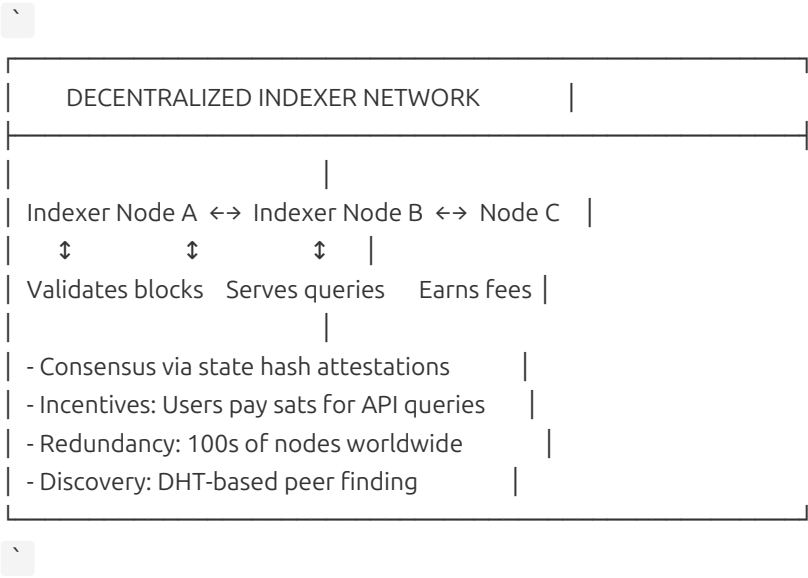 `
DECENTRALIZED INDEXER NETWORK
Indexer Node A ←→ Indexer Node B ←→ Node C
↕ ↕ ↕
Validates blocks Serves queries Earns fees
- Consensus via state hash attestations
- Incentives: Users pay sats for API queries
- Redundancy: 100s of nodes worldwide
- Discovery: DHT-based peer finding
`